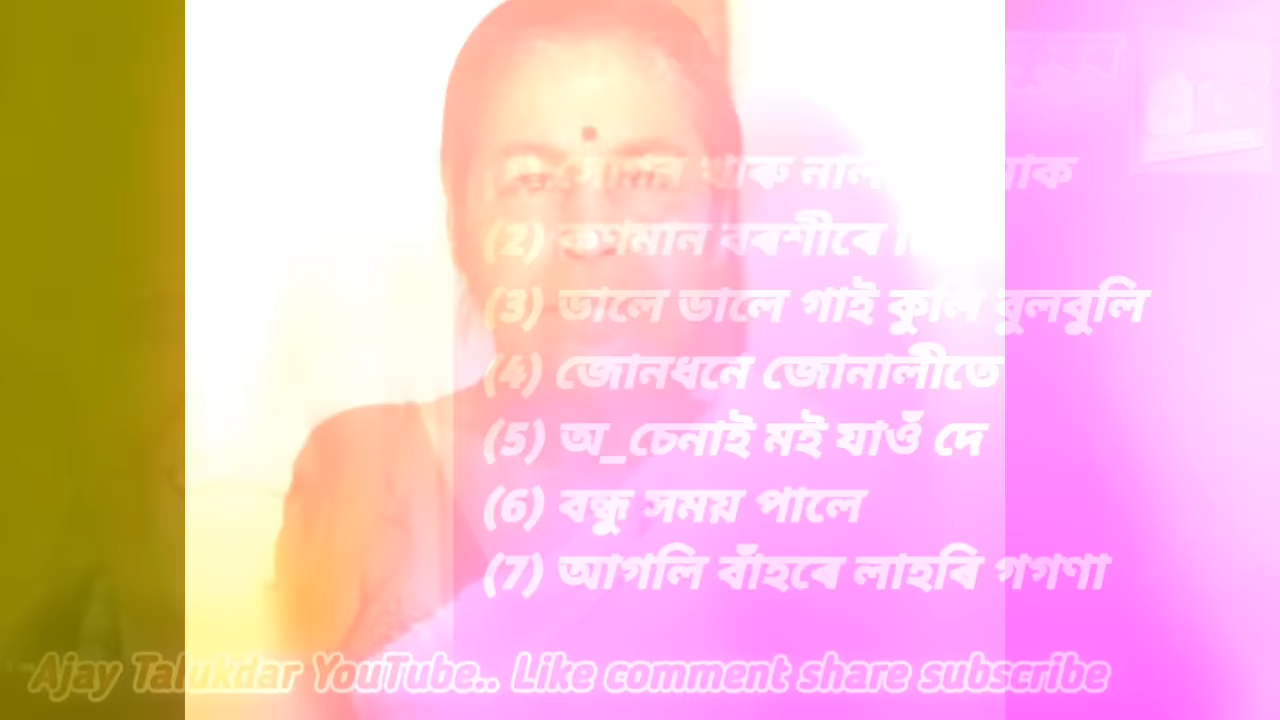 খাৰু
(2) বৰশীৰে
(3) ডালে ডালে গাই কুলি বুলবুলি
(4) জোনধনে জোনালীতে
(5) অ_চেনাই মই যাওঁ দে
(6) বন্ধু সময় পালে
(7) আগলি বাঁহৰে লাহৰি গগণা
Ajay Talukdar YouTube.. Like comment share subscribe